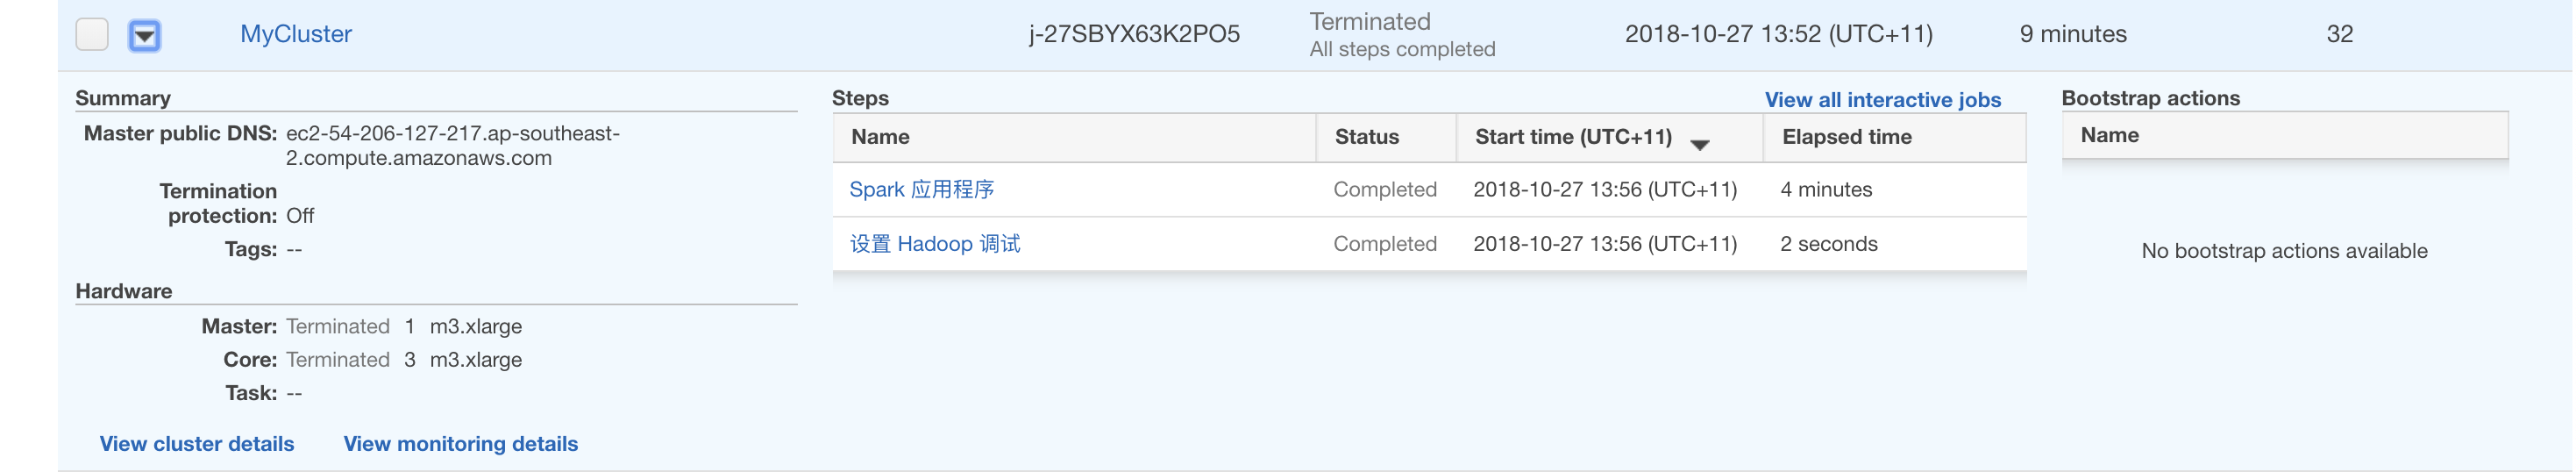 MyCluster j-27SBYX63K2PO5 Terminated 2018-10-27 13:52 (UTC+11) 9 minutes 32
All steps completed
Summary
Master public DNS: ec2-54-206-127-217.ap-southeast-
2.compute.amazonaws.com
Termination
protection: Off
Tags: --
Hardware
Master: Terminated 1 m3.xlarge
Core: Terminated 3 m3.xlarge
Task: --
View cluster details View monitoring details
Steps View all interactive jobs
Name Status Start time (UTC+11) Elapsed time
Spark 应用程序 Completed 2018-10-27 13:56 (UTC+11) 4 minutes
设置 Hadoop 调试 Completed 2018-10-27 13:56 (UTC+11) 2 seconds
Bootstrap actions
Name
No bootstrap actions available